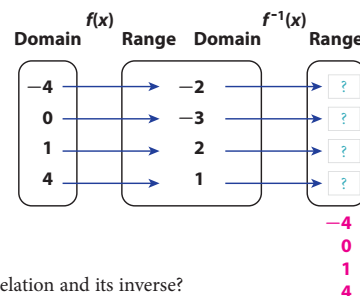 f(x) f⁻¹(x)
Domain Range Domain Range
−4 −2 ?
0 −3 ?
1 2 ?
4 1 ?
−4
0
1
4
elation and its inverse?